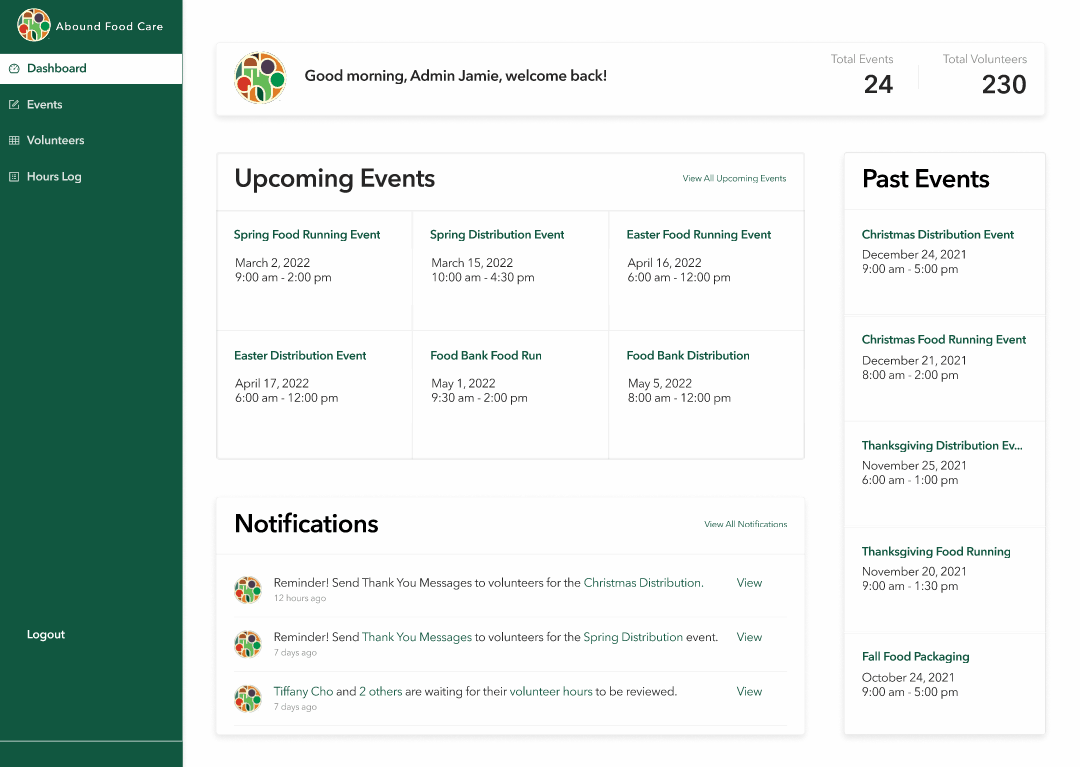 Abound Food Care
Dashboard
Events
Volunteers
Hours Log
Logout
Good morning, Admin Jamie, welcome back!
Total Events
24
Total Volunteers
230
Upcoming Events
View All Upcoming Events
Spring Food Running Event
March 2, 2022
9:00 am - 2:00 pm
Spring Distribution Event
March 15, 2022
10:00 am - 4:30 pm
Easter Food Running Event
April 16, 2022
6:00 am - 12:00 pm
Easter Distribution Event
April 17, 2022
6:00 am - 12:00 pm
Food Bank Food Run
May 1, 2022
9:30 am - 2:00 pm
Food Bank Distribution
May 5, 2022
8:00 am - 12:00 pm
Notifications
View All Notifications
Reminder! Send Thank You Messages to volunteers for the Christmas Distribution.
View
12 hours ago
Reminder! Send Thank You Messages to volunteers for the Spring Distribution event.
View
7 days ago
Tiffany Cho and 2 others are waiting for their volunteer hours to be reviewed.
View
7 days ago
Past Events
Christmas Distribution Event
December 24, 2021
9:00 am - 5:00 pm
Christmas Food Running Event
December 21, 2021
8:00 am - 2:00 pm
Thanksgiving Distribution Ev...
November 25, 2021
6:00 am - 1:00 pm
Thanksgiving Food Running
November 20, 2021
9:00 am - 1:30 pm
Fall Food Packaging
October 24, 2021
9:00 am - 5:00 pm